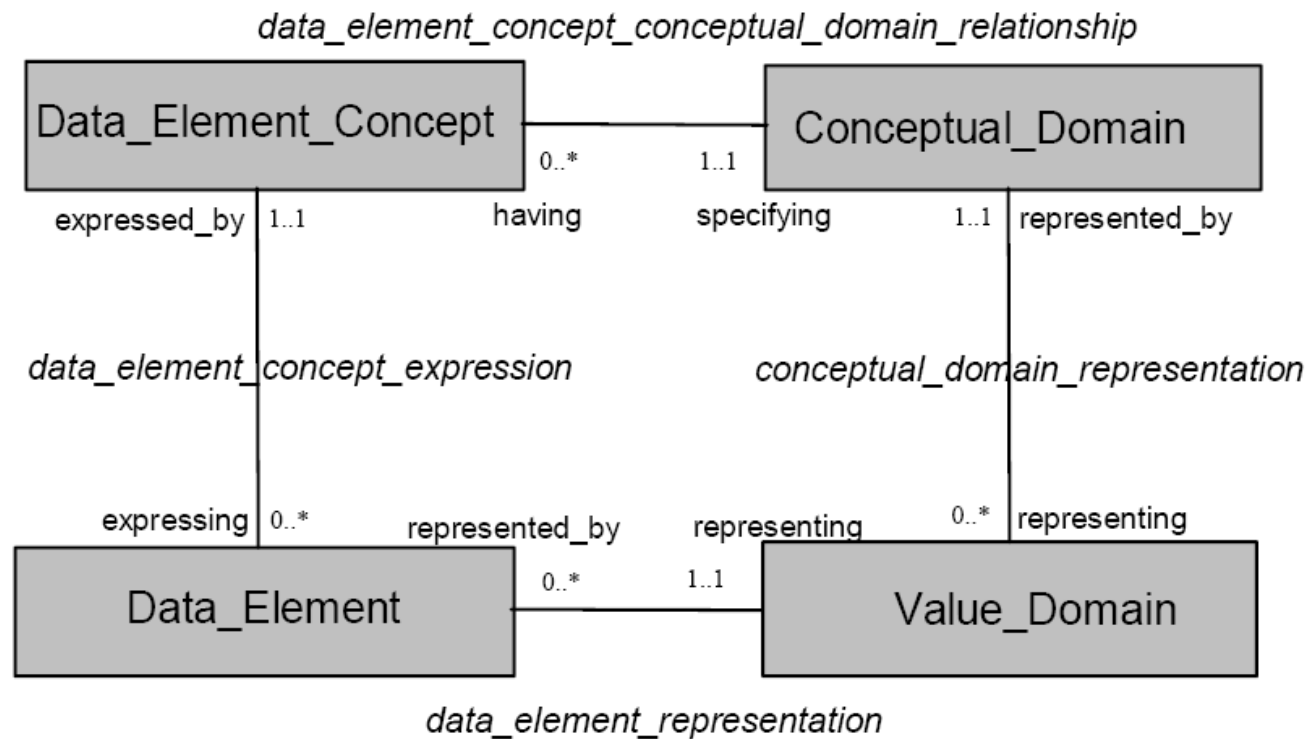 data_element_concept_conceptual_domain_relationship
Data_Element_Concept
Conceptual_Domain
0..*
1..1
expressed_by
1..1
having
specifying
1..1
represented_by
data_element_concept_expression
conceptual_domain_representation
expressing
0..*
represented_by
representing
0..*
representing
0..*
1..1
Data_Element
Value_Domain
data_element_representation